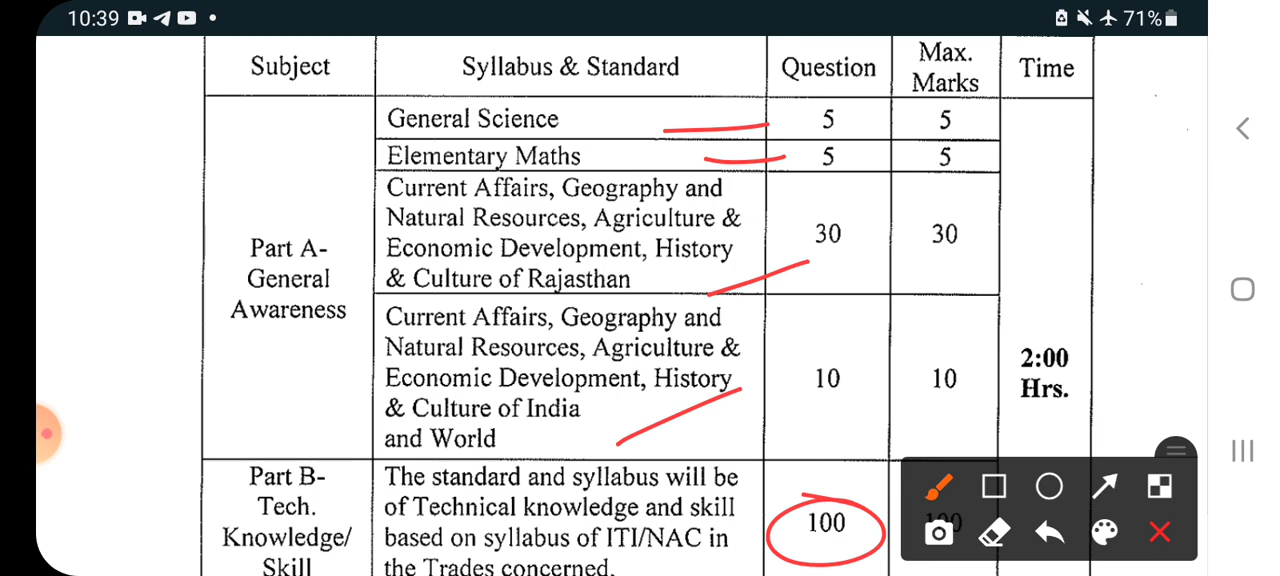 10:39
71%
Subject Syllabus & Standard Question Max. Marks Time
Part A-
General
Awareness
General Science 5 5
Elementary Maths 5 5
Current Affairs, Geography and
Natural Resources, Agriculture &
Economic Development, History
& Culture of Rajasthan
30 30
Current Affairs, Geography and
Natural Resources, Agriculture &
Economic Development, History
& Culture of India
and World
10 10
2:00
Hrs.
Part B-
Tech.
Knowledge/
Skill
The standard and syllabus will be
of Technical knowledge and skill
based on syllabus of ITI/NAC in
the Trades concerned.
100